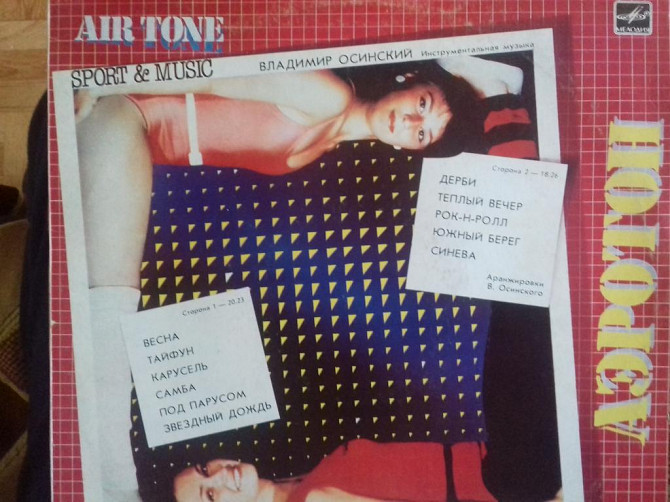 AIR TONE
SPORT & MUSIC
ВЛАДИМИР ОСИНСКИЙ Инструментальная музыка
МЕЛОДИЯ
АЭРОТОН
Сторона 2 — 18.26
ДЕРБИ
ТЕПЛЫЙ ВЕЧЕР
РОК-Н-РОЛЛ
ЮЖНЫЙ БЕРЕГ
СИНЕВА
Аранжировки
В. Осинского
Сторона 1 — 20.23
ВЕСНА
ТАЙФУН
КАРУСЕЛЬ
САМБА
ПОД ПАРУСОМ
ЗВЕЗДНЫЙ ДОЖДЬ